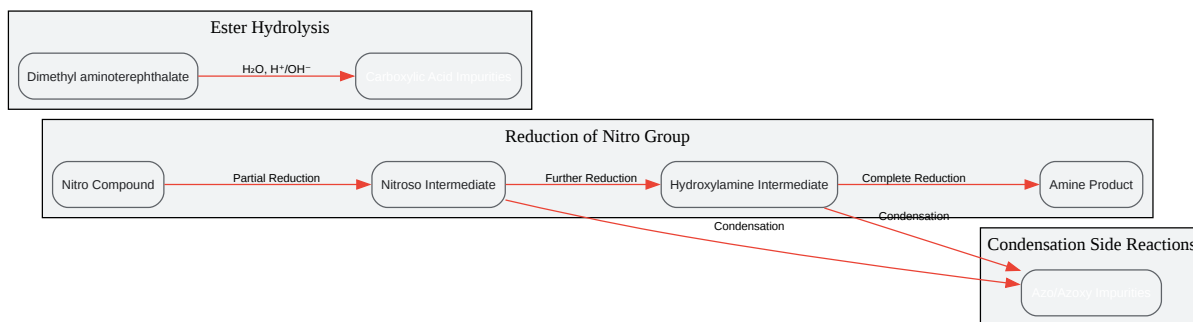 Ester Hydrolysis
Dimethyl aminoterephthalate
H₂O, H⁺/OH⁻
Carboxylic Acid Impurities
Reduction of Nitro Group
Nitro Compound
Partial Reduction
Nitroso Intermediate
Further Reduction
Hydroxylamine Intermediate
Complete Reduction
Amine Product
Condensation
Condensation
Condensation Side Reactions
Azo/Azoxy Impurities